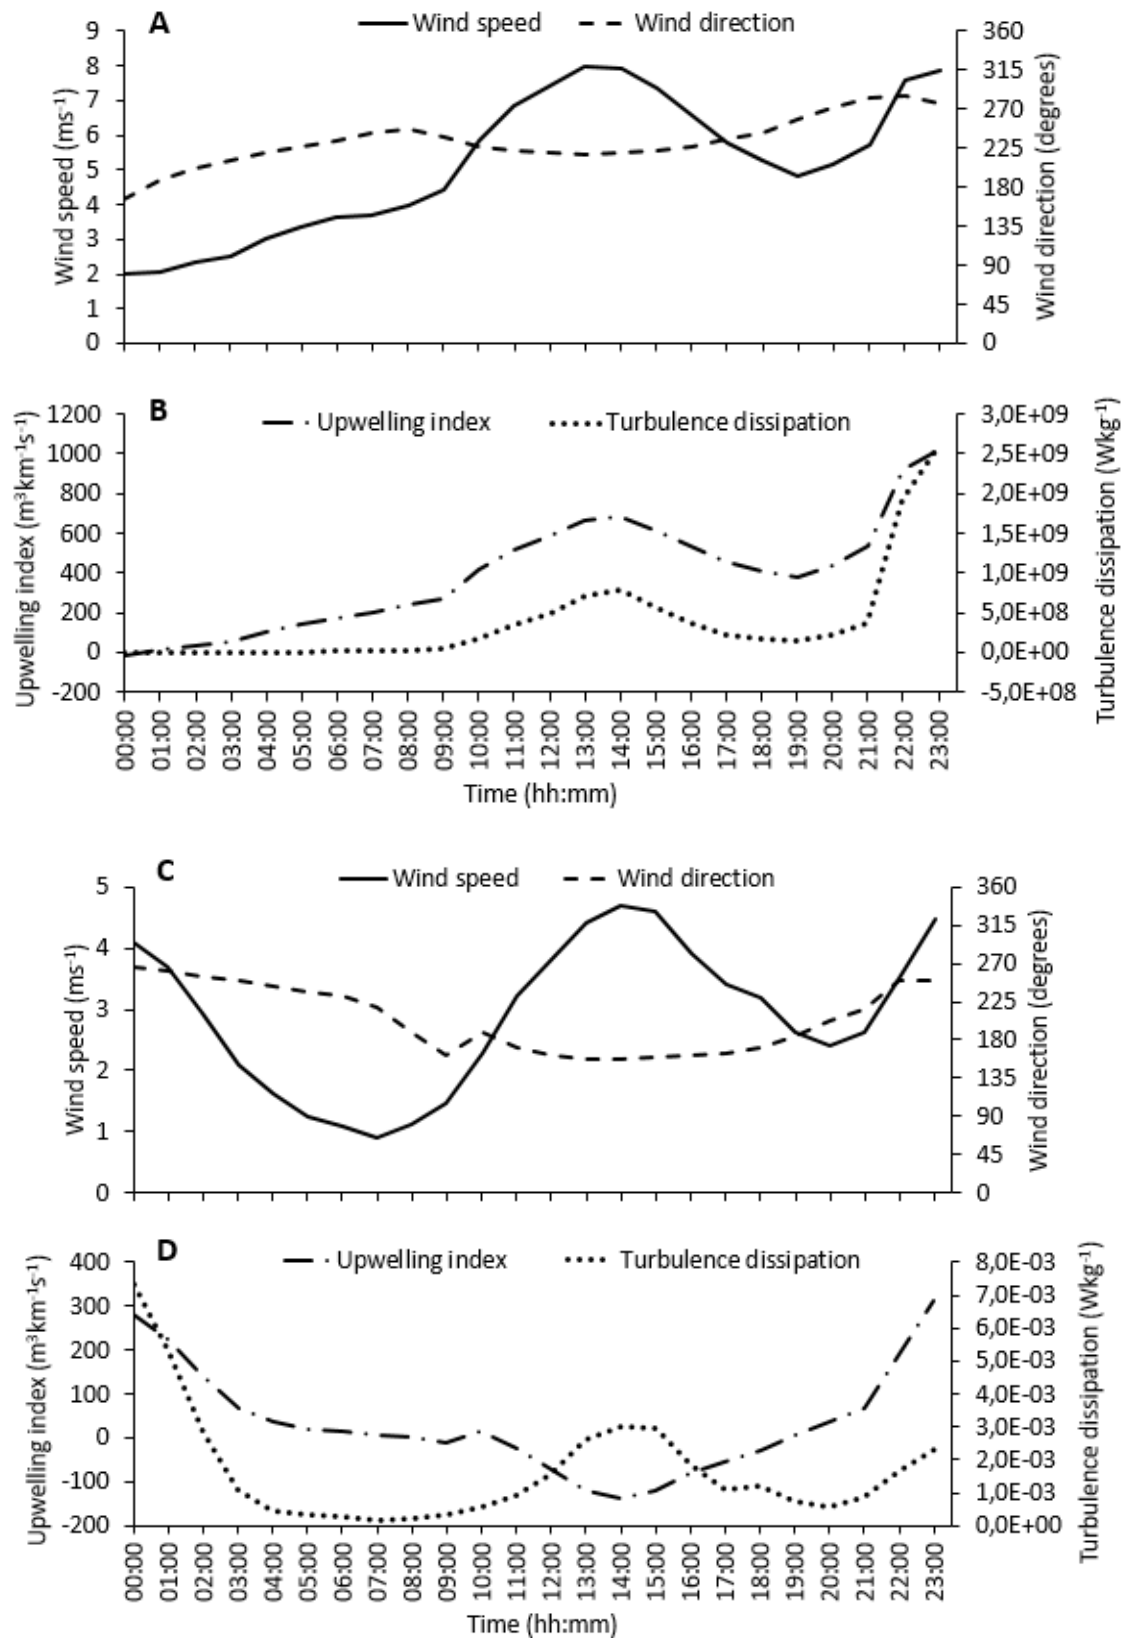 A
Wind speed
Wind direction
Wind speed (ms⁻¹)
9
8
7
6
5
4
3
2
1
0
360
315
270
225
180
135
90
45
0
Wind direction (degrees)
B
Upwelling index
Turbulence dissipation
Upwelling index (m³km⁻¹s⁻¹)
1200
1000
800
600
400
200
0
-200
3,0E+09
2,5E+09
2,0E+09
1,5E+09
1,0E+09
5,0E+08
0,0E+00
-5,0E+08
Turbulence dissipation (Wkg⁻¹)
00:00
01:00
02:00
03:00
04:00
05:00
06:00
07:00
08:00
09:00
10:00
11:00
12:00
13:00
14:00
15:00
16:00
17:00
18:00
19:00
20:00
21:00
22:00
23:00
Time (hh:mm)
C
Wind speed
Wind direction
Wind speed (ms⁻¹)
5
4
3
2
1
0
360
315
270
225
180
135
90
45
0
Wind direction (degrees)
D
Upwelling index
Turbulence dissipation
Upwelling index (m³km⁻¹s⁻¹)
400
300
200
100
0
-100
-200
8,0E-03
7,0E-03
6,0E-03
5,0E-03
4,0E-03
3,0E-03
2,0E-03
1,0E-03
0,0E+00
Turbulence dissipation (Wkg⁻¹)
00:00
01:00
02:00
03:00
04:00
05:00
06:00
07:00
08:00
09:00
10:00
11:00
12:00
13:00
14:00
15:00
16:00
17:00
18:00
19:00
20:00
21:00
22:00
23:00
Time (hh:mm)